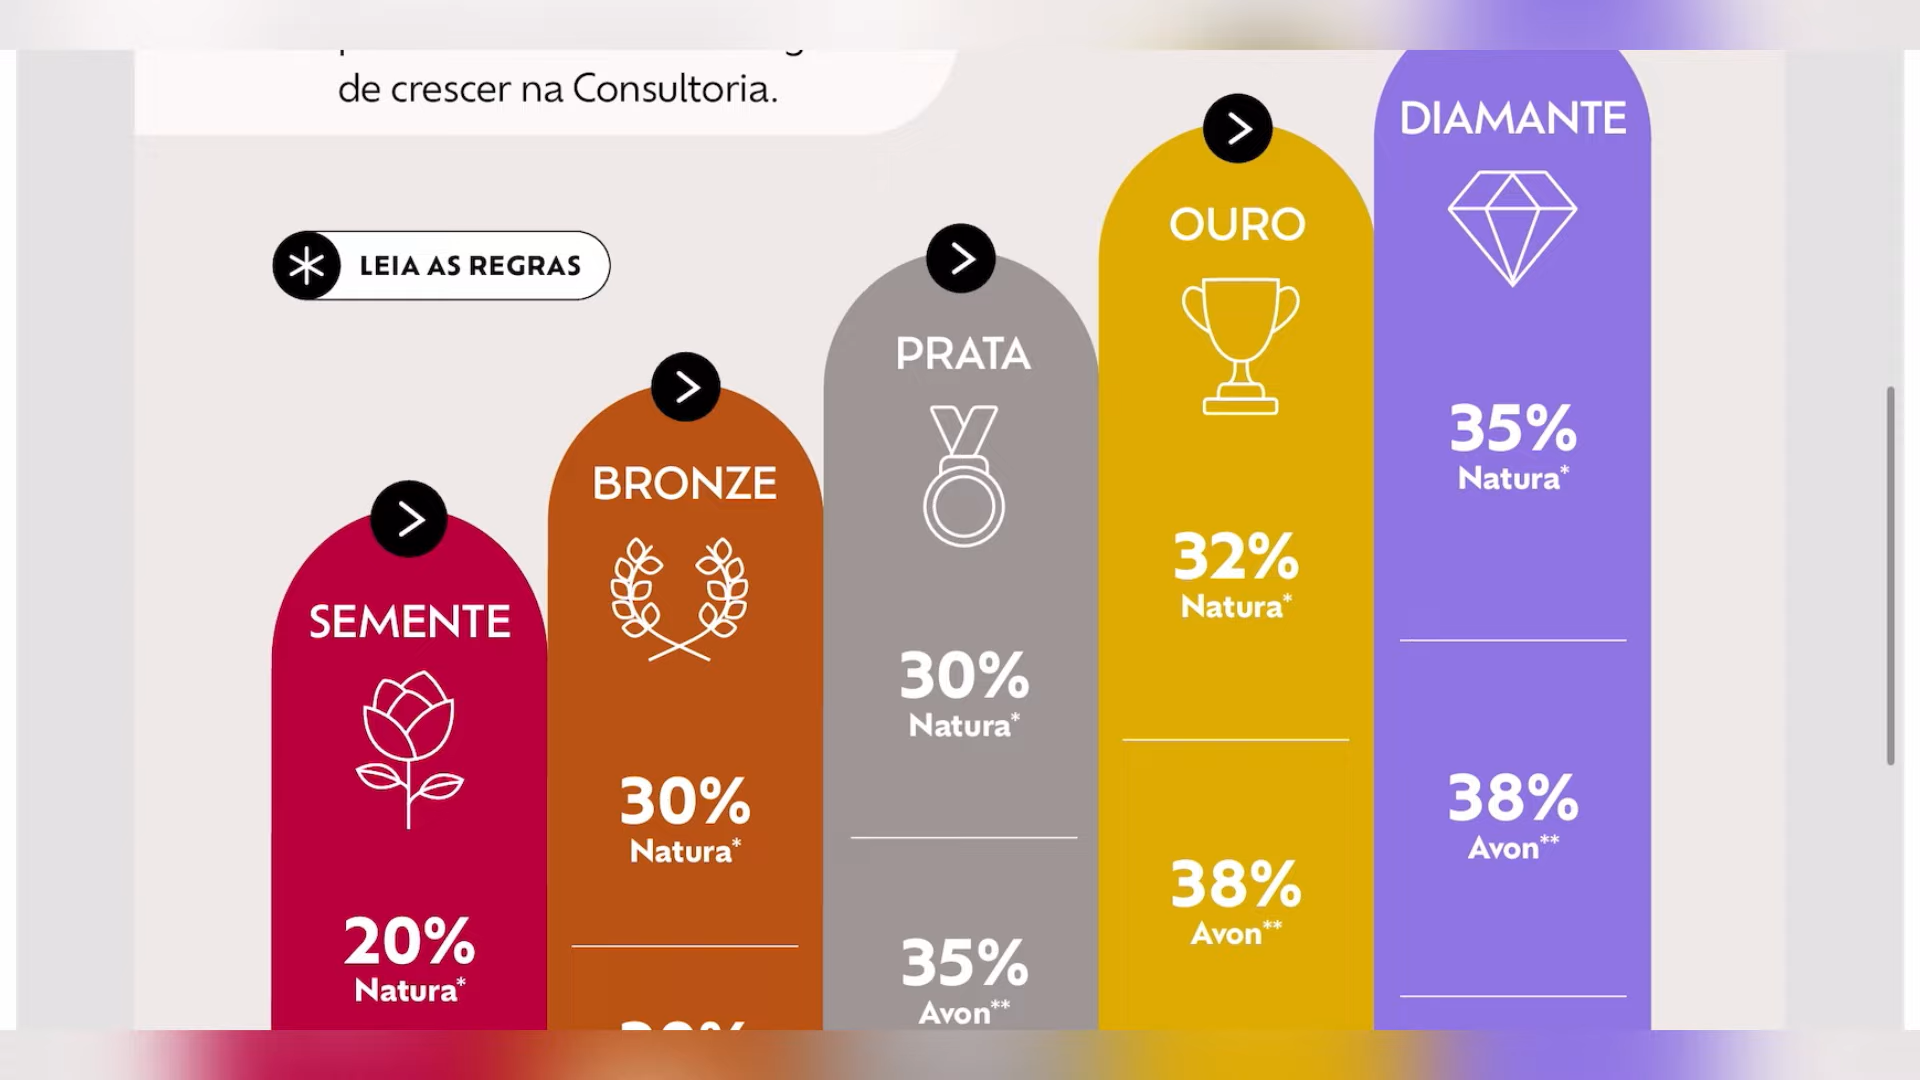 de crescer na Consultoria.
LEIA AS REGRAS
SEMENTE
20%
Natura*
BRONZE
30%
Natura*
PRATA
30%
Natura*
35%
Avon**
OURO
32%
Natura*
38%
Avon**
DIAMANTE
35%
Natura*
38%
Avon**